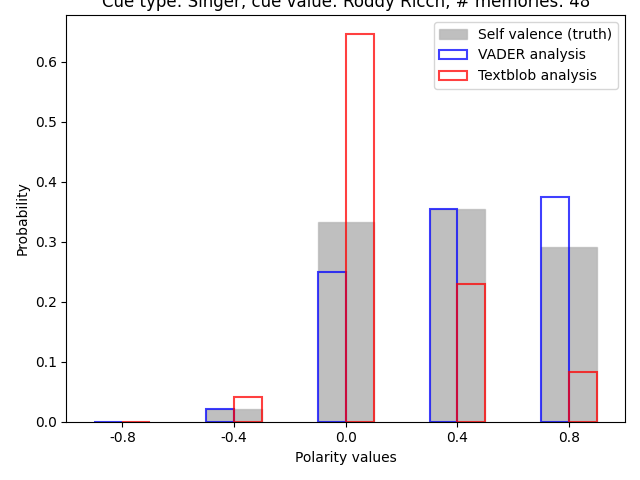 Cue type: Singer, cue value: Roddy Ricch, # memories: 48
Self valence (truth)
VADER analysis
Textblob analysis
Probability
0.6
0.5
0.4
0.3
0.2
0.1
0.0
-0.8 -0.4 0.0 0.4 0.8
Polarity values